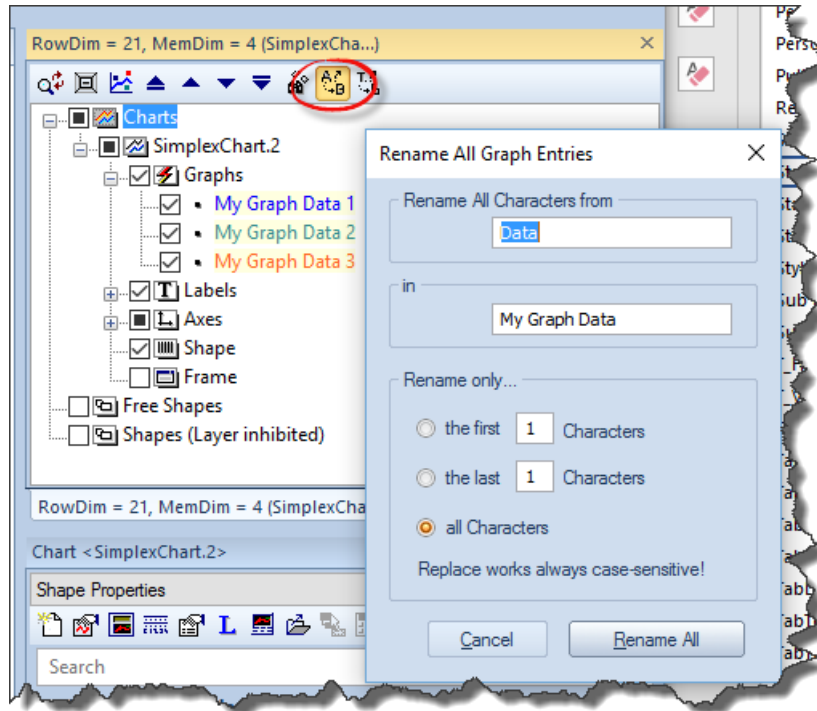 RowDim = 21, MemDim = 4 (SimplexCha...)
Charts
SimplexChart.2
Graphs
My Graph Data 1
My Graph Data 2
My Graph Data 3
Labels
Axes
Shape
Frame
Free Shapes
Shapes (Layer inhibited)
RowDim = 21, MemDim = 4 (SimplexCha
Chart <SimplexChart.2>
Shape Properties
Search
Rename All Graph Entries
Rename All Characters from
Data
in
My Graph Data
Rename only...
the first 1 Characters
the last 1 Characters
all Characters
Replace works always case-sensitive!
Cancel
Rename All